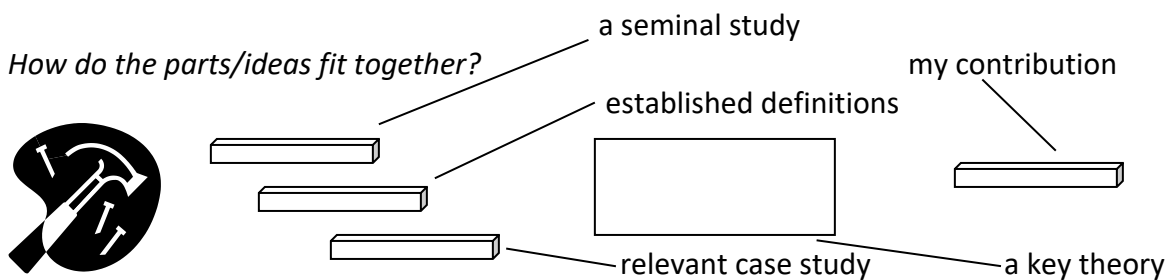 a seminal study
How do the parts/ideas fit together?
my contribution
established definitions
relevant case study
a key theory